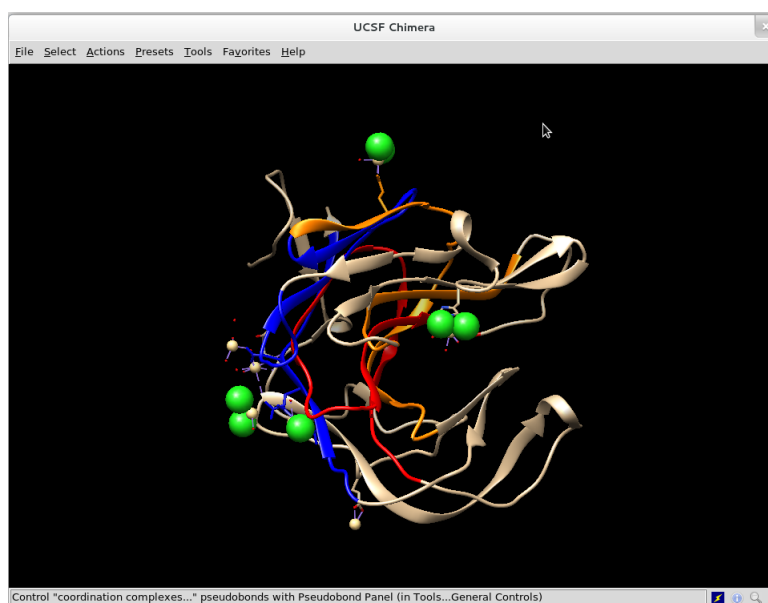 UCSF Chimera
File Select Actions Presets Tools Favorites Help
Control "coordination complexes..." pseudobonds with Pseudobond Panel (in Tools...General Controls)